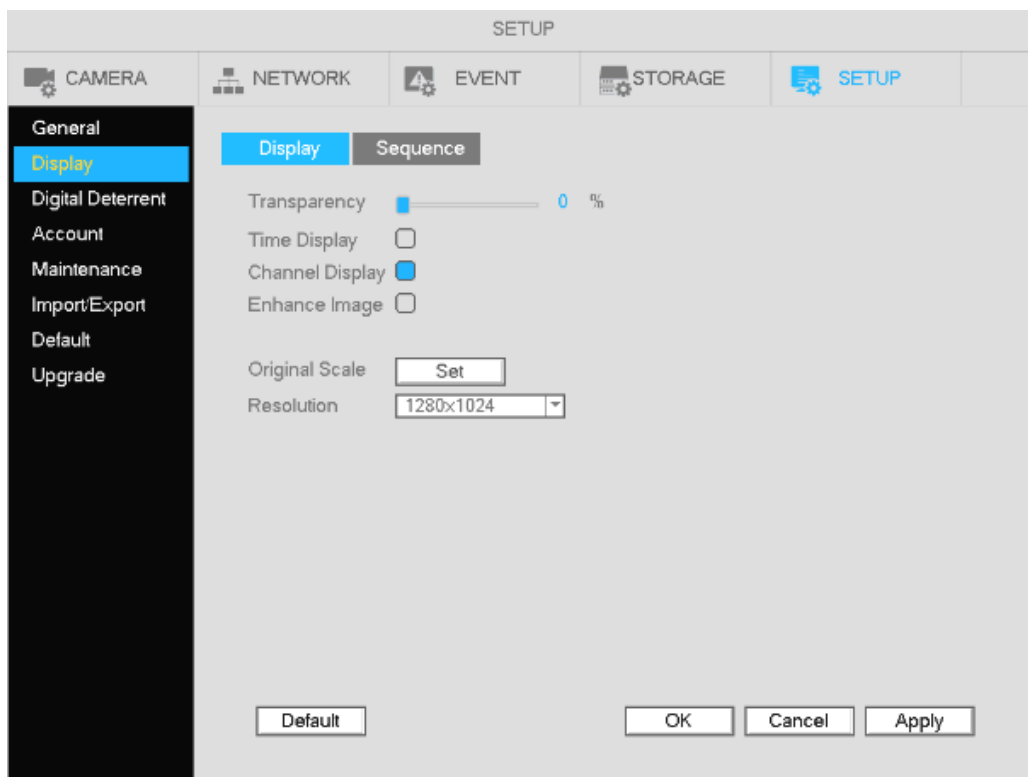 SETUP
CAMERA NETWORK EVENT STORAGE SETUP
General
Display
Digital Deterrent
Account
Maintenance
Import/Export
Default
Upgrade
Display Sequence
Transparency 0 %
Time Display
Channel Display
Enhance Image
Original Scale Set
Resolution 1280x1024
Default OK Cancel Apply